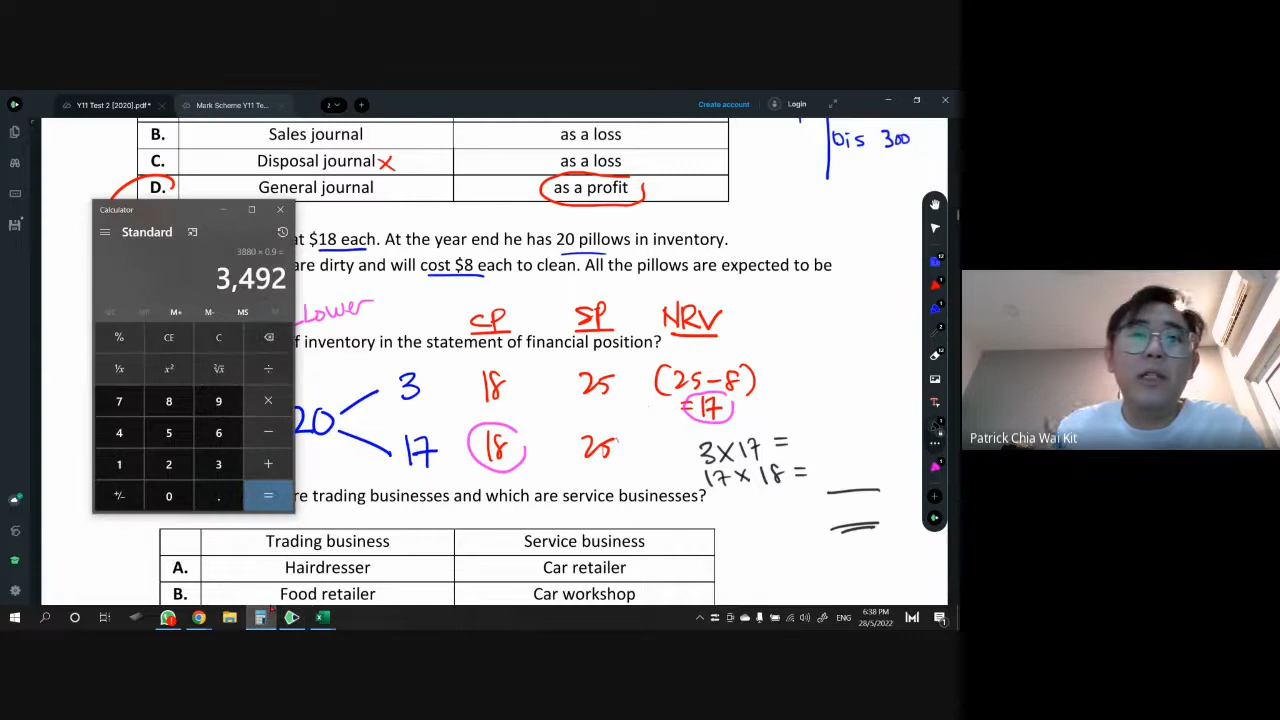 Y11 Test 2 [2020].pdf*
Mark Scheme Y11 Te...
2
Create account
Login
B. Sales journal as a loss
C. Disposal journal x as a loss
D. General journal as a profit
Dis 300
Calculator
Standard
3880 × 0.9 =
3,492
M+ M- MS
% CE C
¹/x x² ²√x ÷
7 8 9 ×
4 5 6 −
1 2 3 +
+/- 0 . =
at $18 each. At the year end he has 20 pillows in inventory.
are dirty and will cost $8 each to clean. All the pillows are expected to be
Lower
CP SP NRV
f inventory in the statement of financial position?
20
3 18 25 (25-8)
=17
17 18 25
3×17 =
17×18 =
re trading businesses and which are service businesses?
Trading business Service business
A. Hairdresser Car retailer
B. Food retailer Car workshop
Patrick Chia Wai Kit
ENG
6:38 PM
28/5/2022